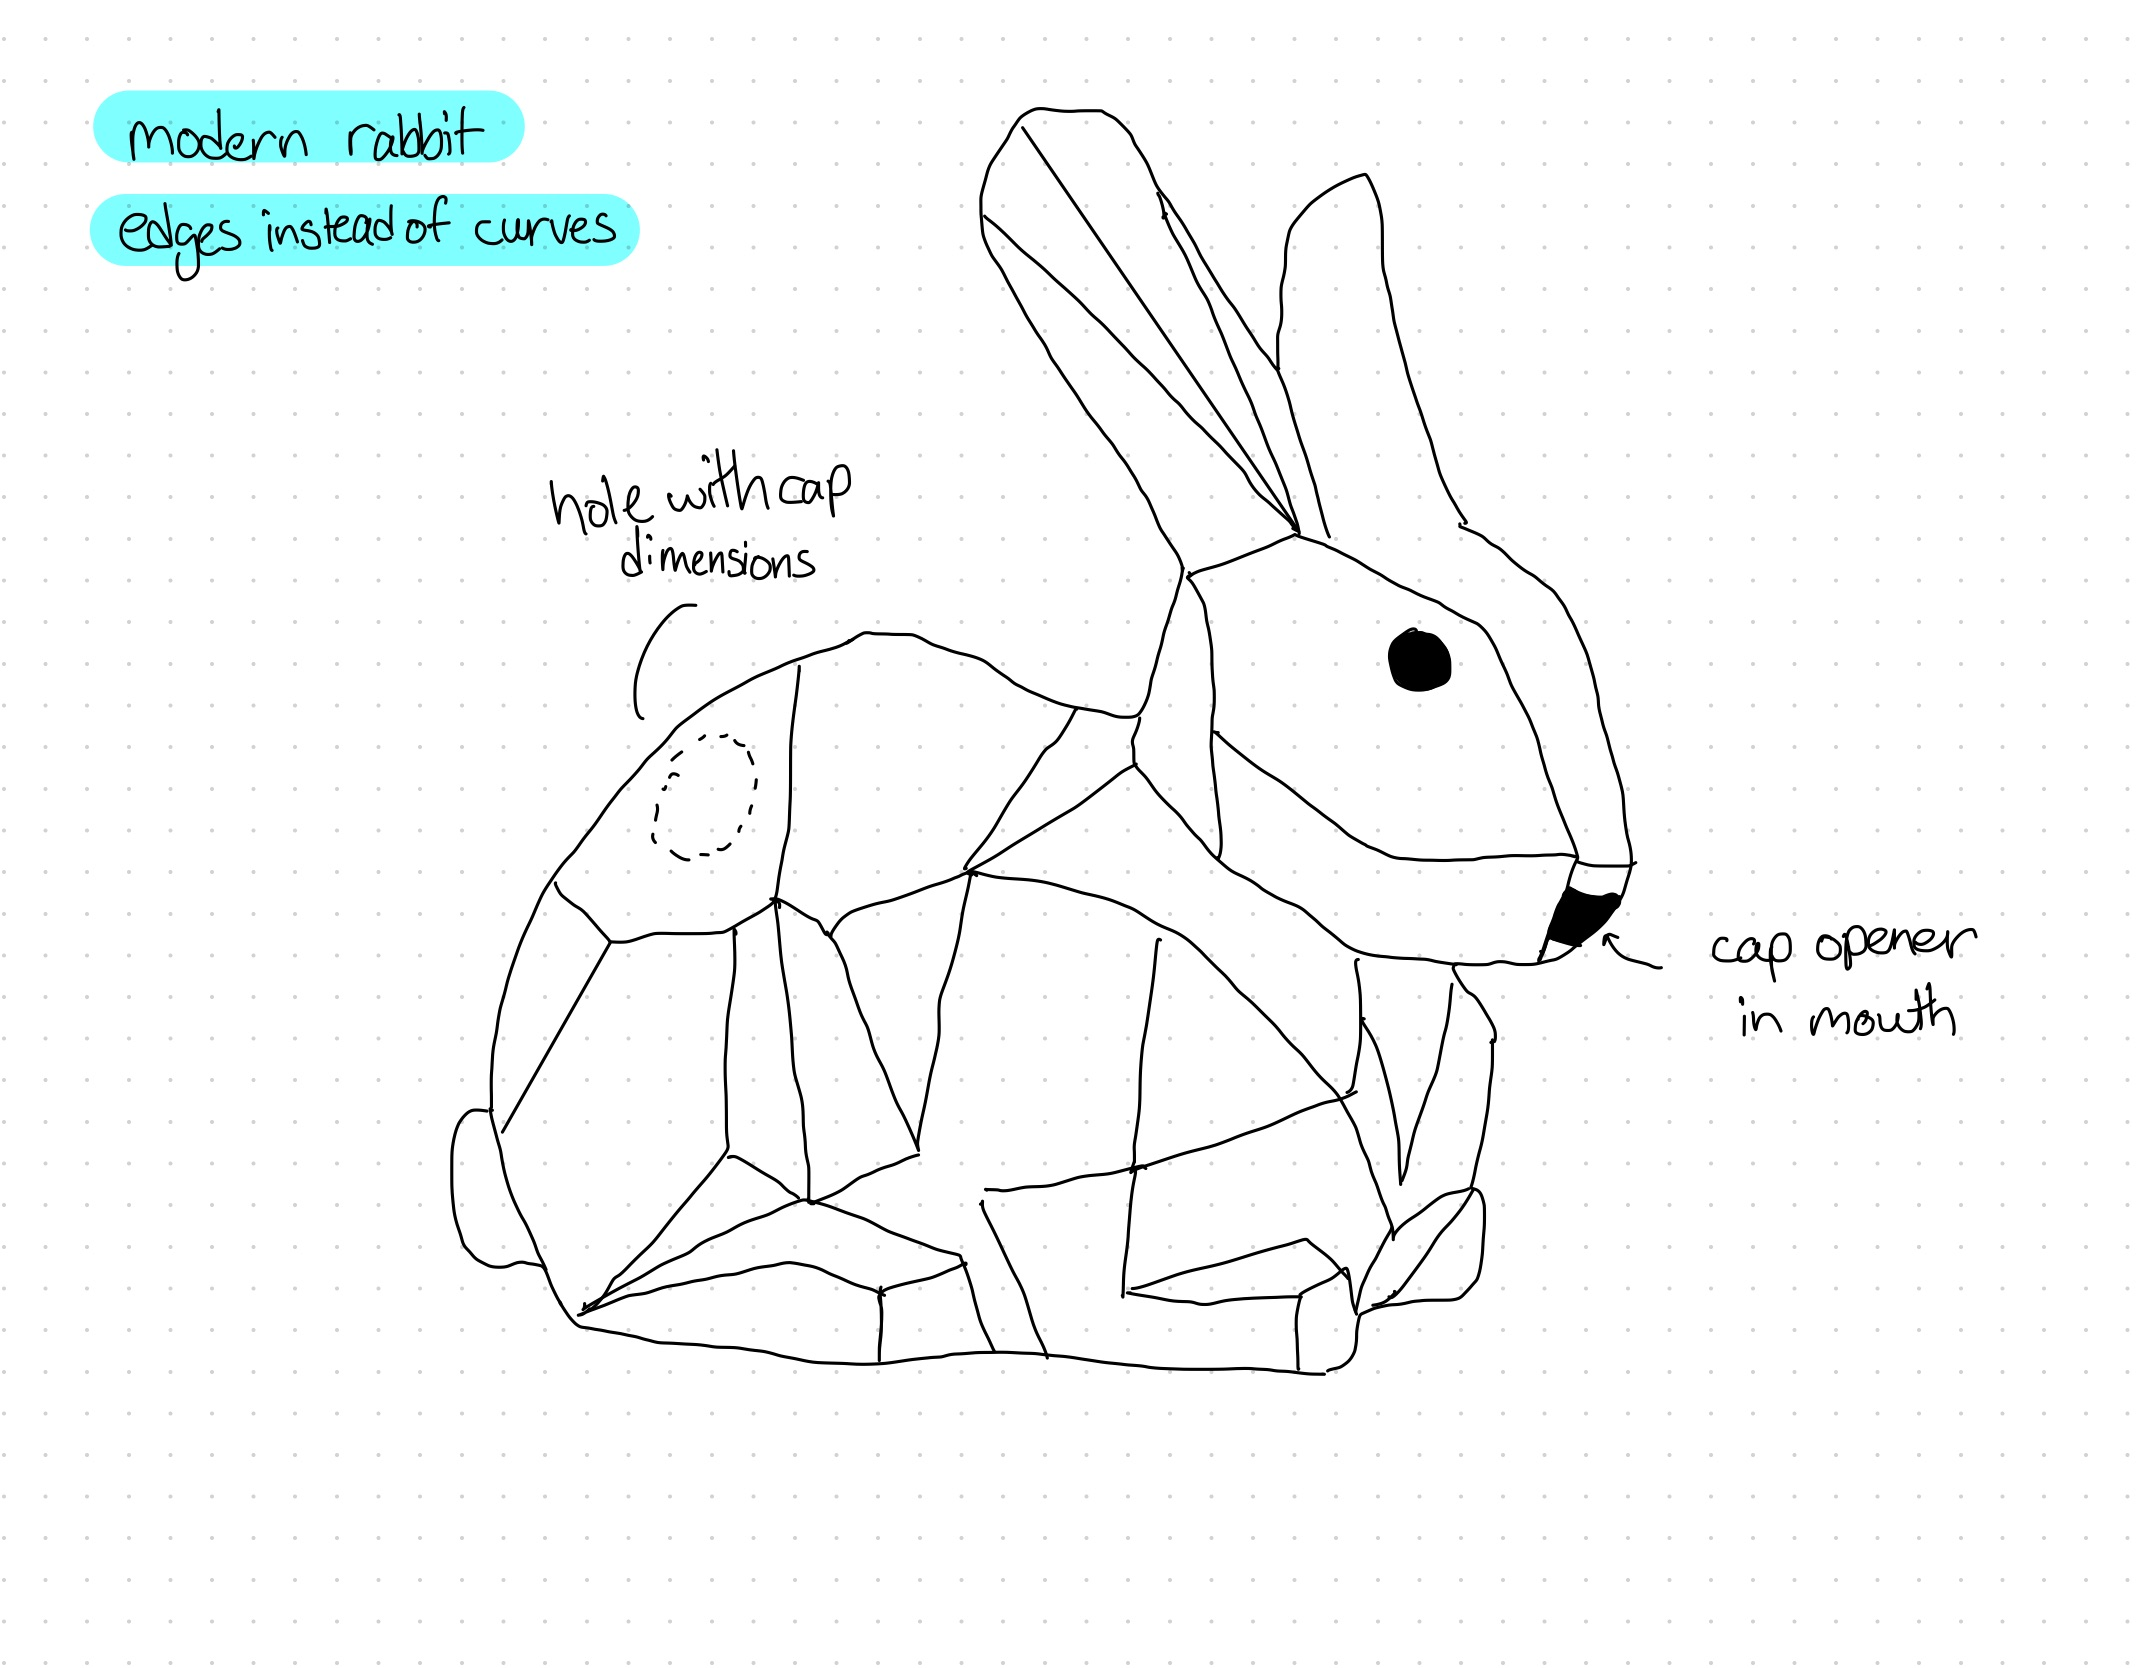 modern rabbit
edges instead of curves
hole with cap
dimensions
cap opener
in mouth